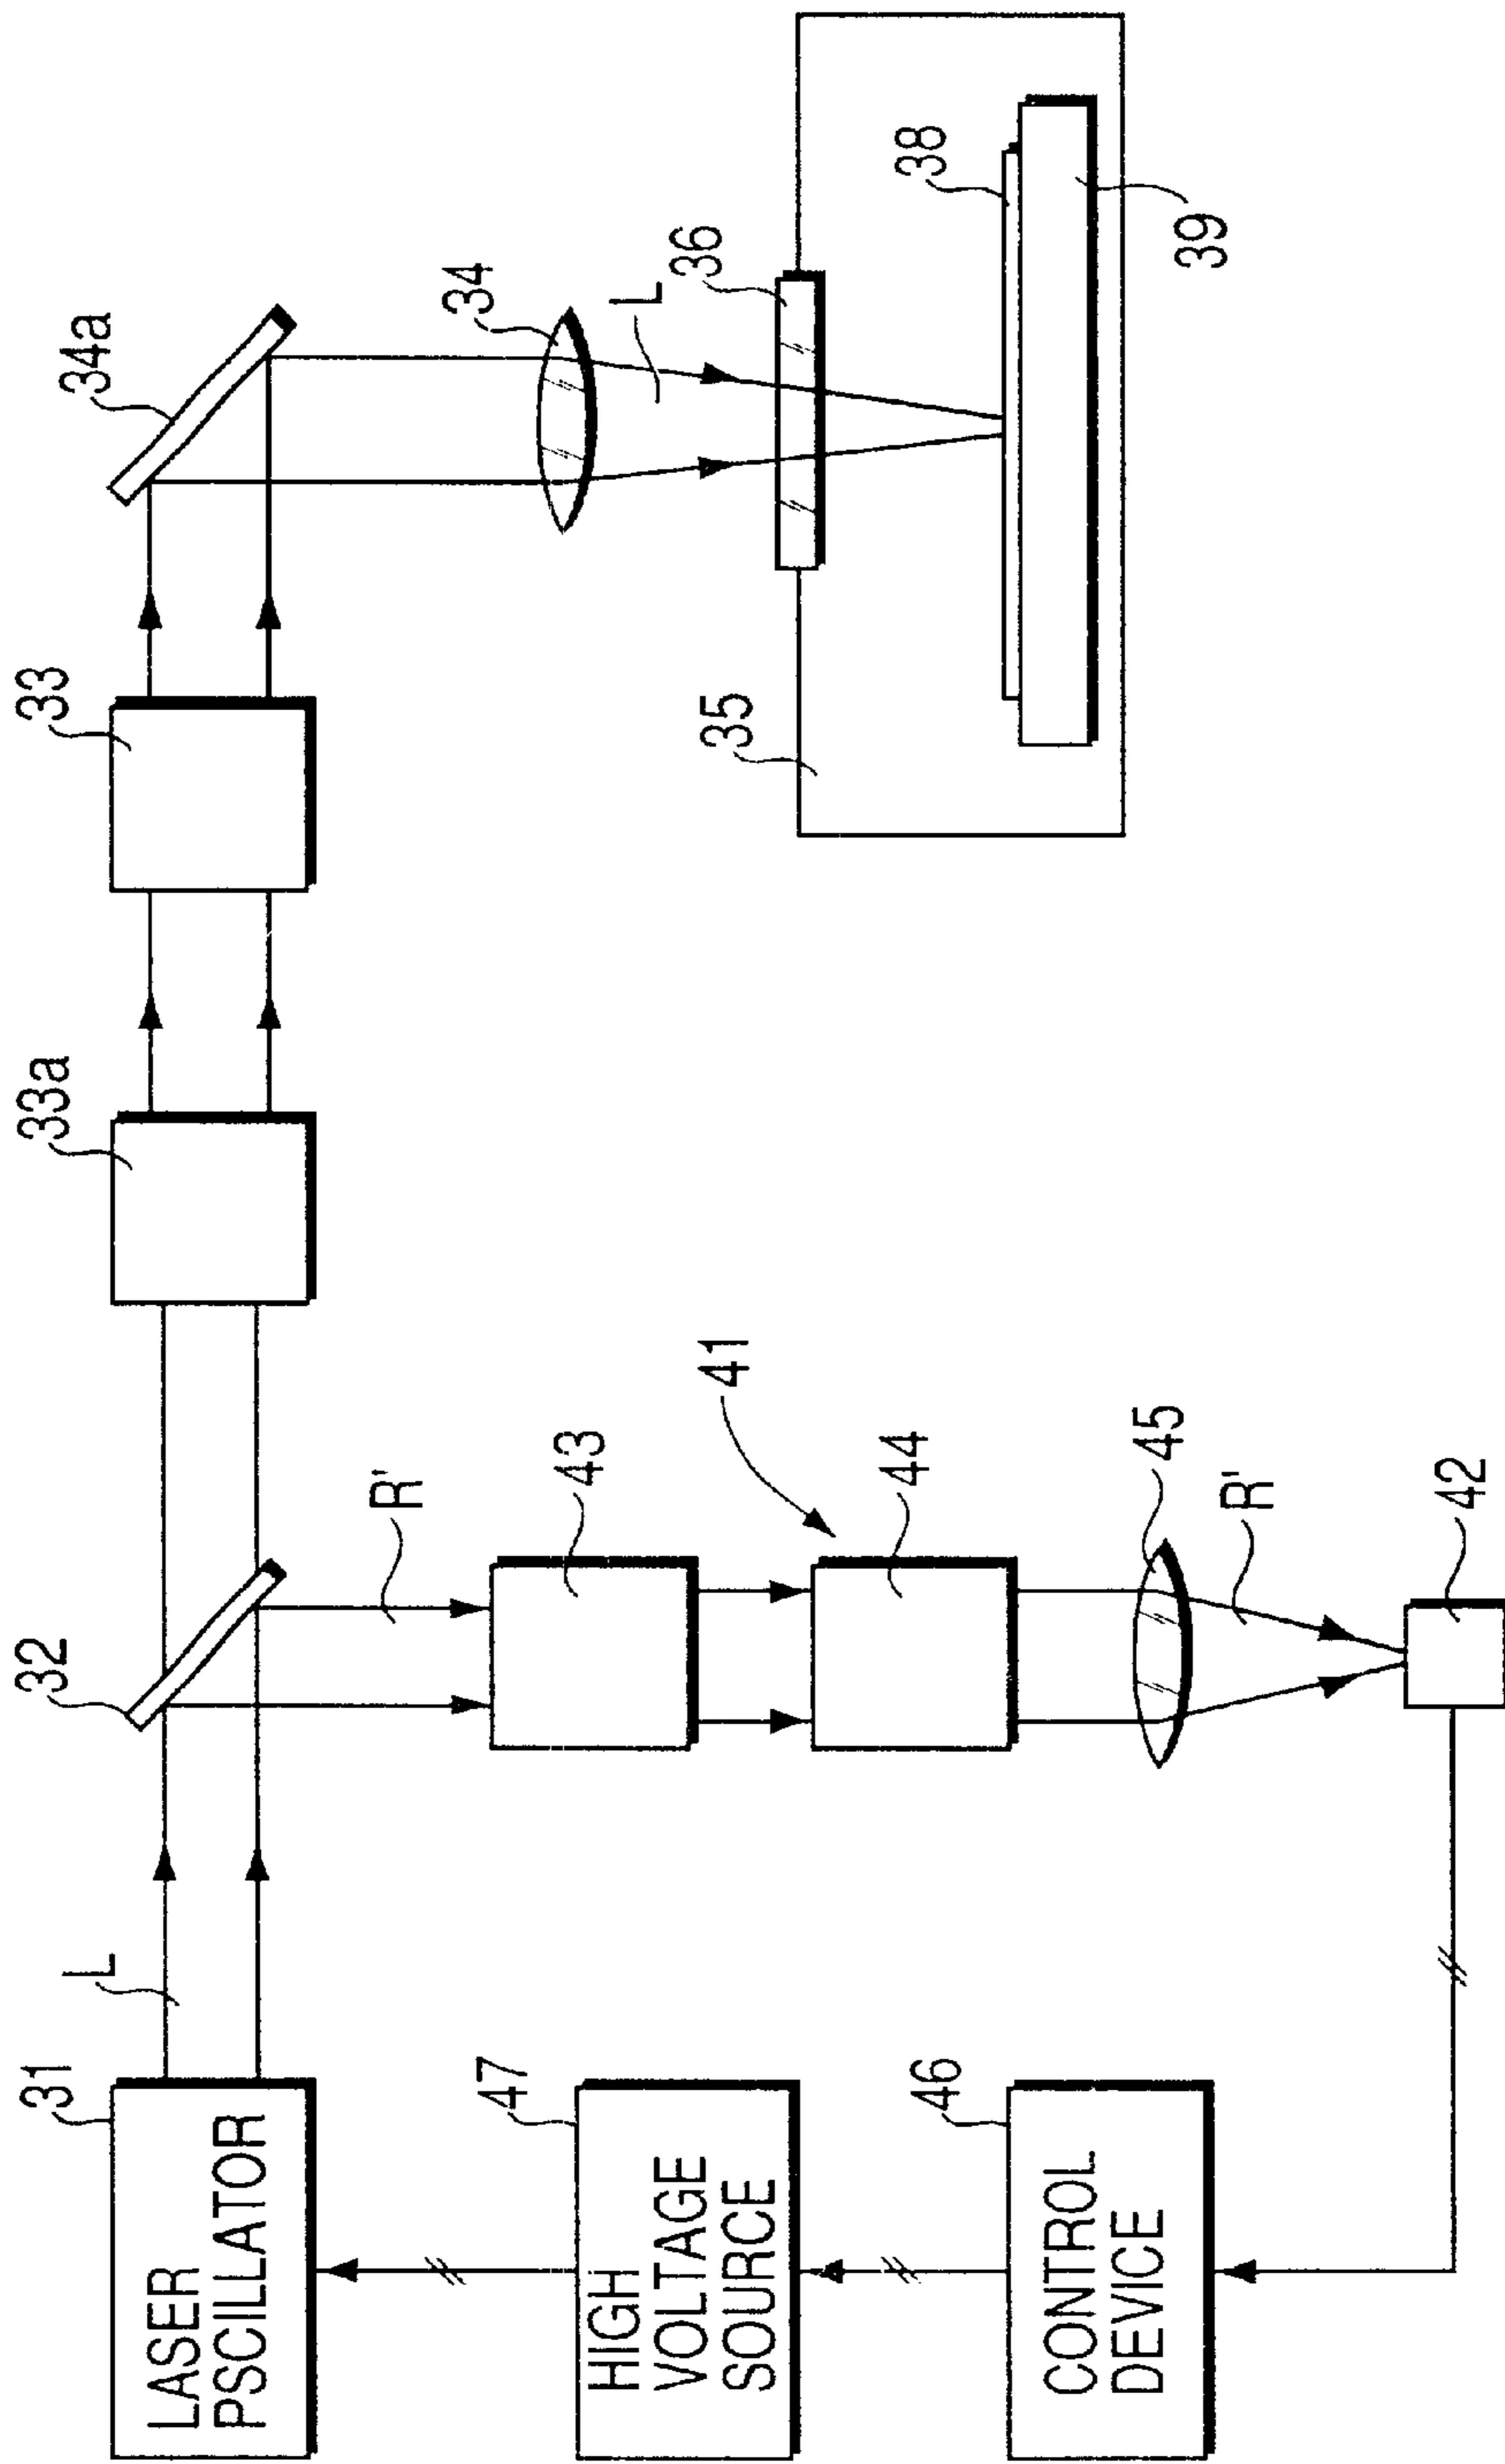 31
LASER
PSCILLATOR
L
32
33a
33
34a
34
L
36
35
38
39
R'
43
41
44
45
R'
42
47
HIGH
VOLTAGE
SOURCE
46
CONTROL
DEVICE